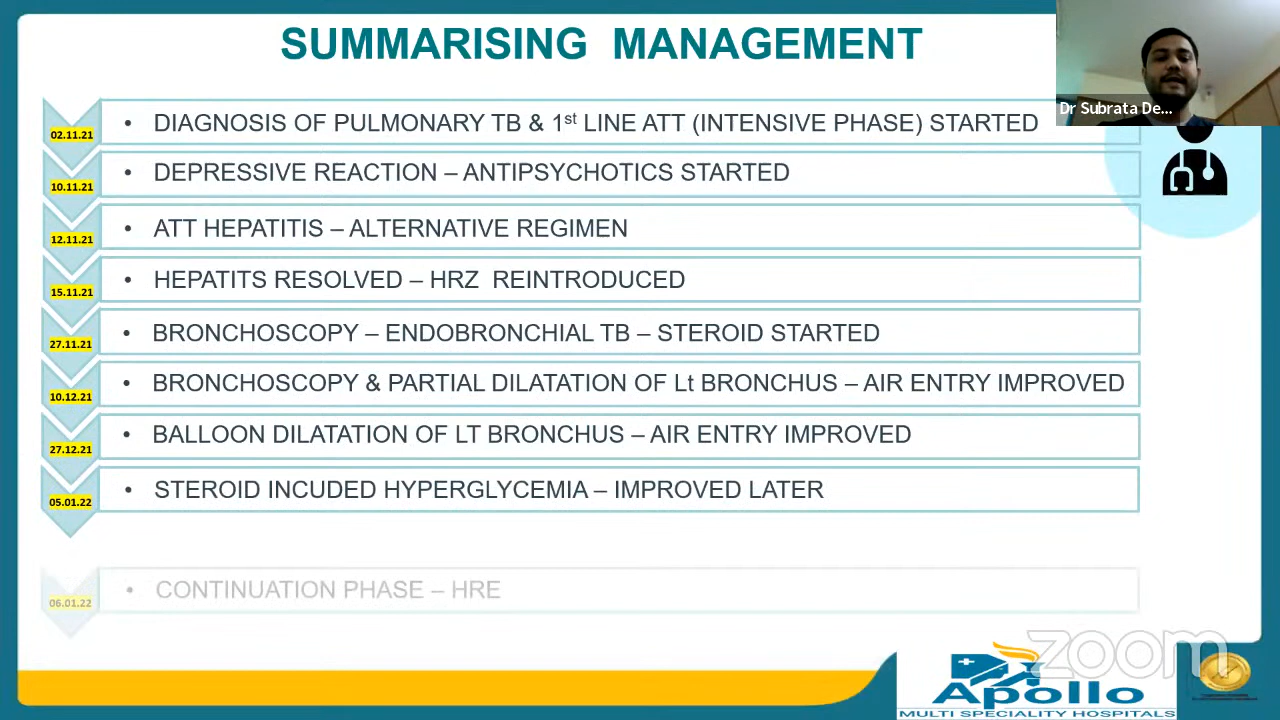 SUMMARISING MANAGEMENT
Dr Subrata De...
02.11.21
• DIAGNOSIS OF PULMONARY TB & 1st LINE ATT (INTENSIVE PHASE) STARTED
10.11.21
• DEPRESSIVE REACTION – ANTIPSYCHOTICS STARTED
12.11.21
• ATT HEPATITIS – ALTERNATIVE REGIMEN
15.11.21
• HEPATITS RESOLVED – HRZ REINTRODUCED
27.11.21
• BRONCHOSCOPY – ENDOBRONCHIAL TB – STEROID STARTED
10.12.21
• BRONCHOSCOPY & PARTIAL DILATATION OF Lt BRONCHUS – AIR ENTRY IMPROVED
27.12.21
• BALLOON DILATATION OF LT BRONCHUS – AIR ENTRY IMPROVED
05.01.22
• STEROID INCUDED HYPERGLYCEMIA – IMPROVED LATER
06.01.22
• CONTINUATION PHASE – HRE
zoom
Apollo
MULTI SPECIALITY HOSPITALS